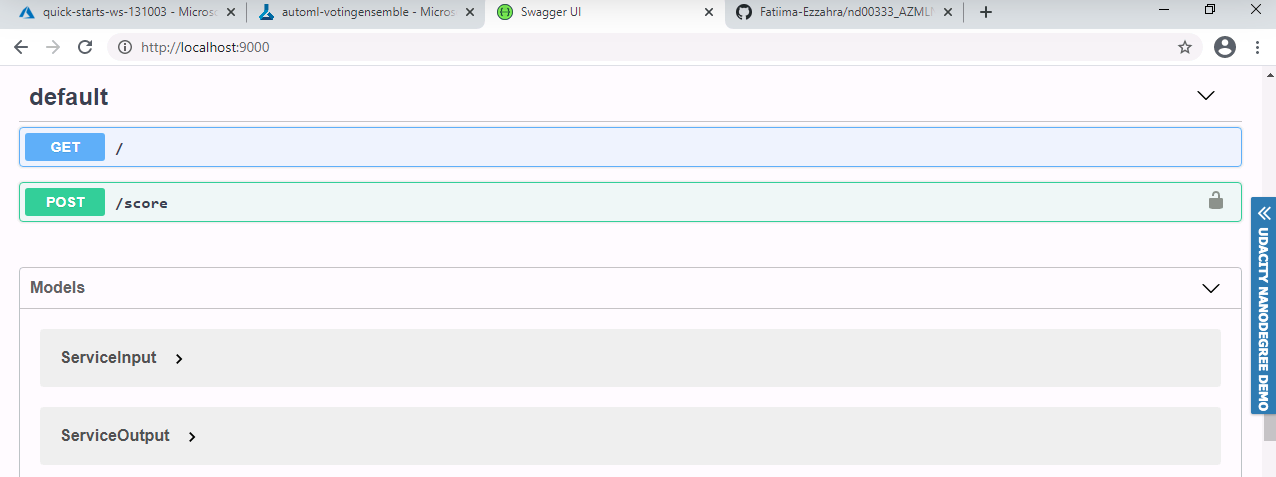 quick-starts-ws-131003 - Microsc
automl-votingensemble - Micros
Swagger UI
Fatiima-Ezzahra/nd00333_AZML
http://localhost:9000
default
GET /
POST /score
Models
ServiceInput
ServiceOutput
UDACITY NANODEGREE DEMO